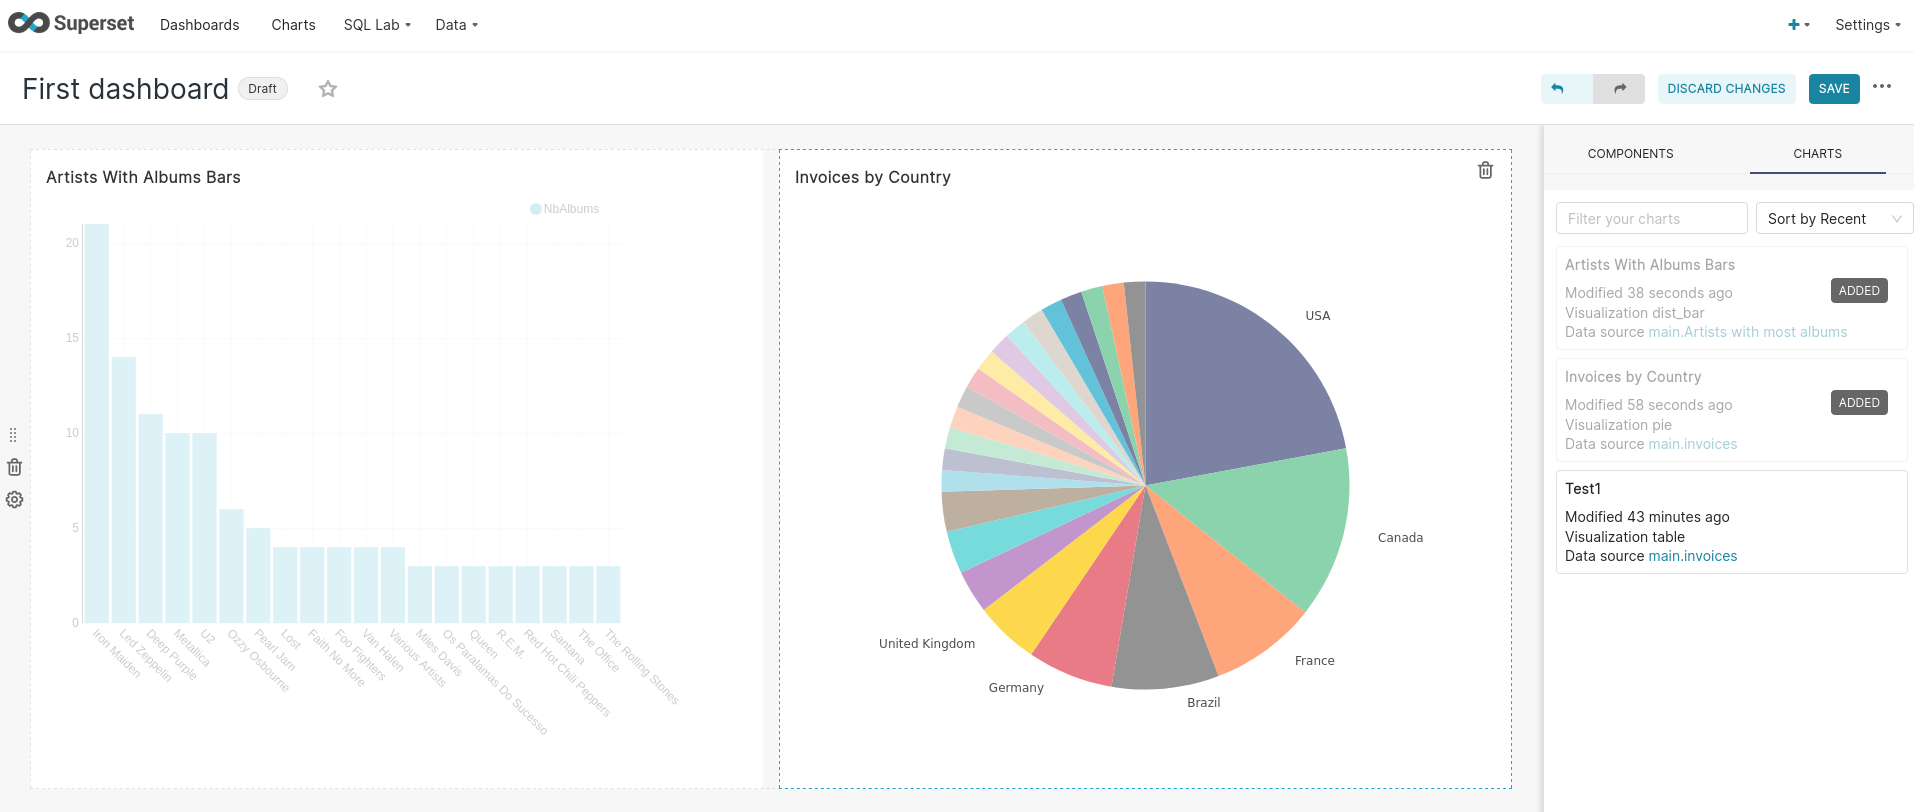 Superset
Dashboards
Charts
SQL Lab
Data
Settings
First dashboard
Draft
DISCARD CHANGES
SAVE
Artists With Albums Bars
NbAlbums
20
15
10
5
0
Iron Maiden
Led Zeppelin
Deep Purple
Metallica
U2
Ozzy Osbourne
Pearl Jam
Lost
Faith No More
Foo Fighters
Van Halen
Various Artists
Miles Davis
Os Paralamas Do Sucesso
Queen
R.E.M.
Red Hot Chili Peppers
Santana
The Office
The Rolling Stones
Invoices by Country
USA
Canada
France
Brazil
Germany
United Kingdom
COMPONENTS
CHARTS
Filter your charts
Sort by Recent
Artists With Albums Bars
Modified 38 seconds ago
ADDED
Visualization dist_bar
Data source main.Artists with most albums
Invoices by Country
Modified 58 seconds ago
ADDED
Visualization pie
Data source main.invoices
Test1
Modified 43 minutes ago
Visualization table
Data source main.invoices